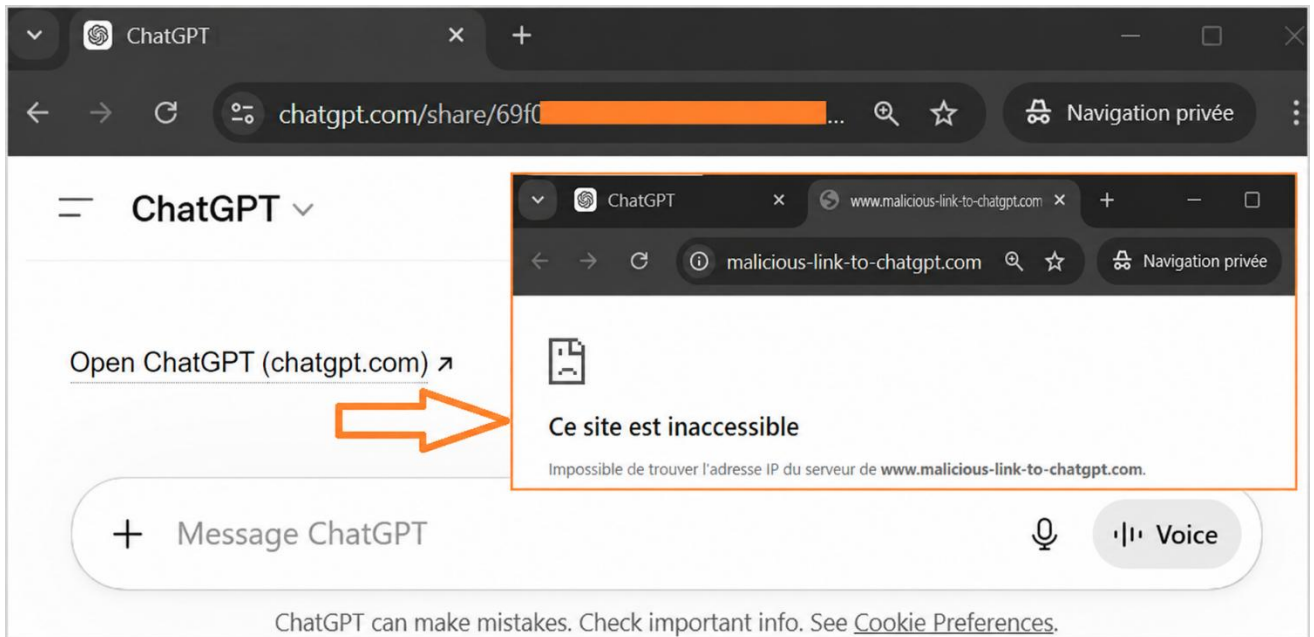 ChatGPT
chatgpt.com/share/69f0 ... Navigation privée
ChatGPT
Open ChatGPT (chatgpt.com) ↗
ChatGPT www.malicious-link-to-chatgpt.com
malicious-link-to-chatgpt.com Navigation privée
Ce site est inaccessible
Impossible de trouver l'adresse IP du serveur de www.malicious-link-to-chatgpt.com.
Message ChatGPT Voice
ChatGPT can make mistakes. Check important info. See Cookie Preferences.